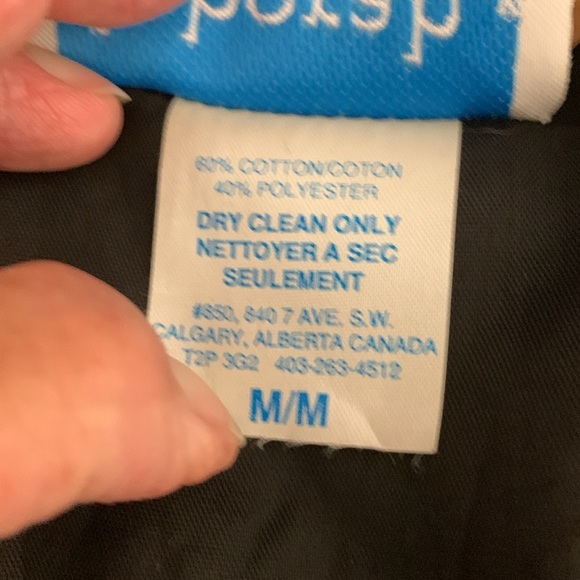 60% COTTON/COTON
40% POLYESTER
DRY CLEAN ONLY
NETTOYER A SEC
SEULEMENT
#850, 840 7 AVE. S.W.
CALGARY, ALBERTA CANADA
T2P 3G2 403-263-4512
M/M